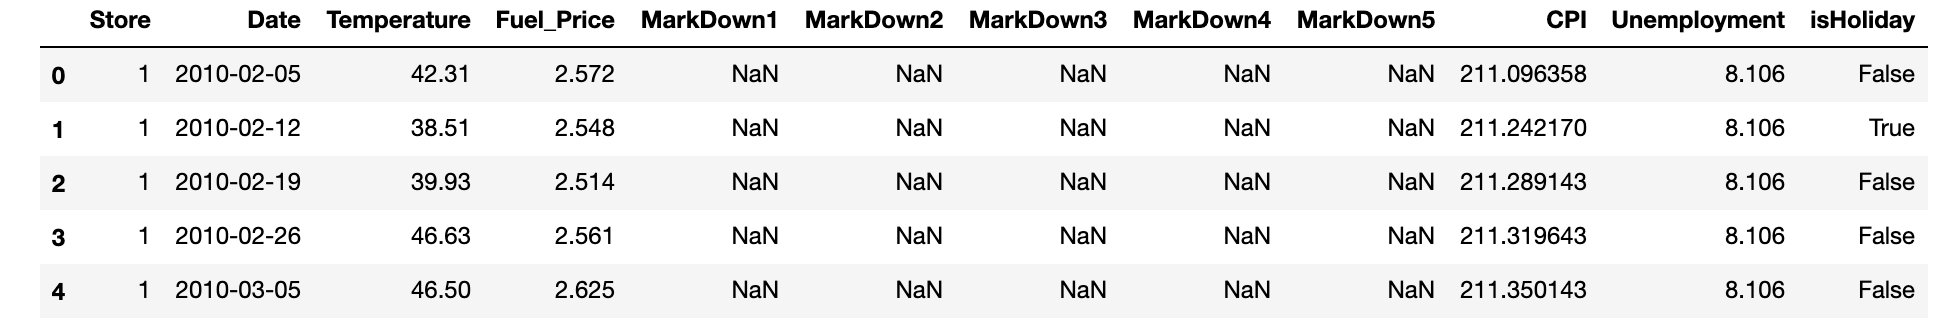 Store Date Temperature Fuel_Price MarkDown1 MarkDown2 MarkDown3 MarkDown4 MarkDown5 CPI Unemployment isHoliday
0 1 2010-02-05 42.31 2.572 NaN NaN NaN NaN NaN 211.096358 8.106 False
1 1 2010-02-12 38.51 2.548 NaN NaN NaN NaN NaN 211.242170 8.106 True
2 1 2010-02-19 39.93 2.514 NaN NaN NaN NaN NaN 211.289143 8.106 False
3 1 2010-02-26 46.63 2.561 NaN NaN NaN NaN NaN 211.319643 8.106 False
4 1 2010-03-05 46.50 2.625 NaN NaN NaN NaN NaN 211.350143 8.106 False